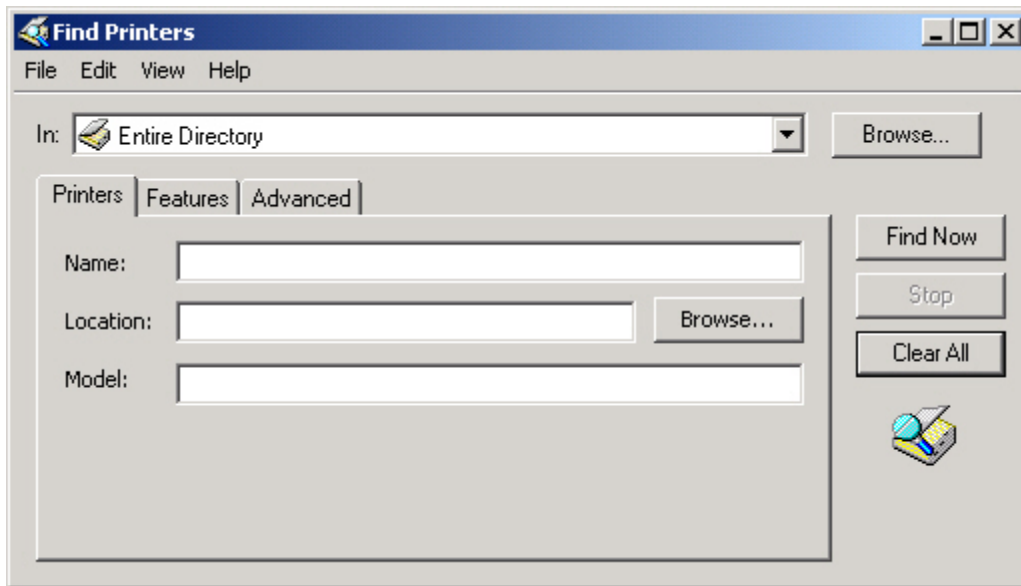 Find Printers
File Edit View Help
In: Entire Directory Browse...
Printers Features Advanced
Find Now
Name:
Stop
Location: Browse...
Clear All
Model: